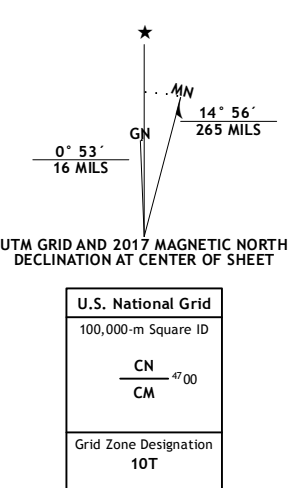 ★
MN
GN
14° 56´
265 MILS
0° 53´
16 MILS
UTM GRID AND 2017 MAGNETIC NORTH
DECLINATION AT CENTER OF SHEET
U.S. National Grid
100,000-m Square ID
CN
4700
CM
Grid Zone Designation
10T